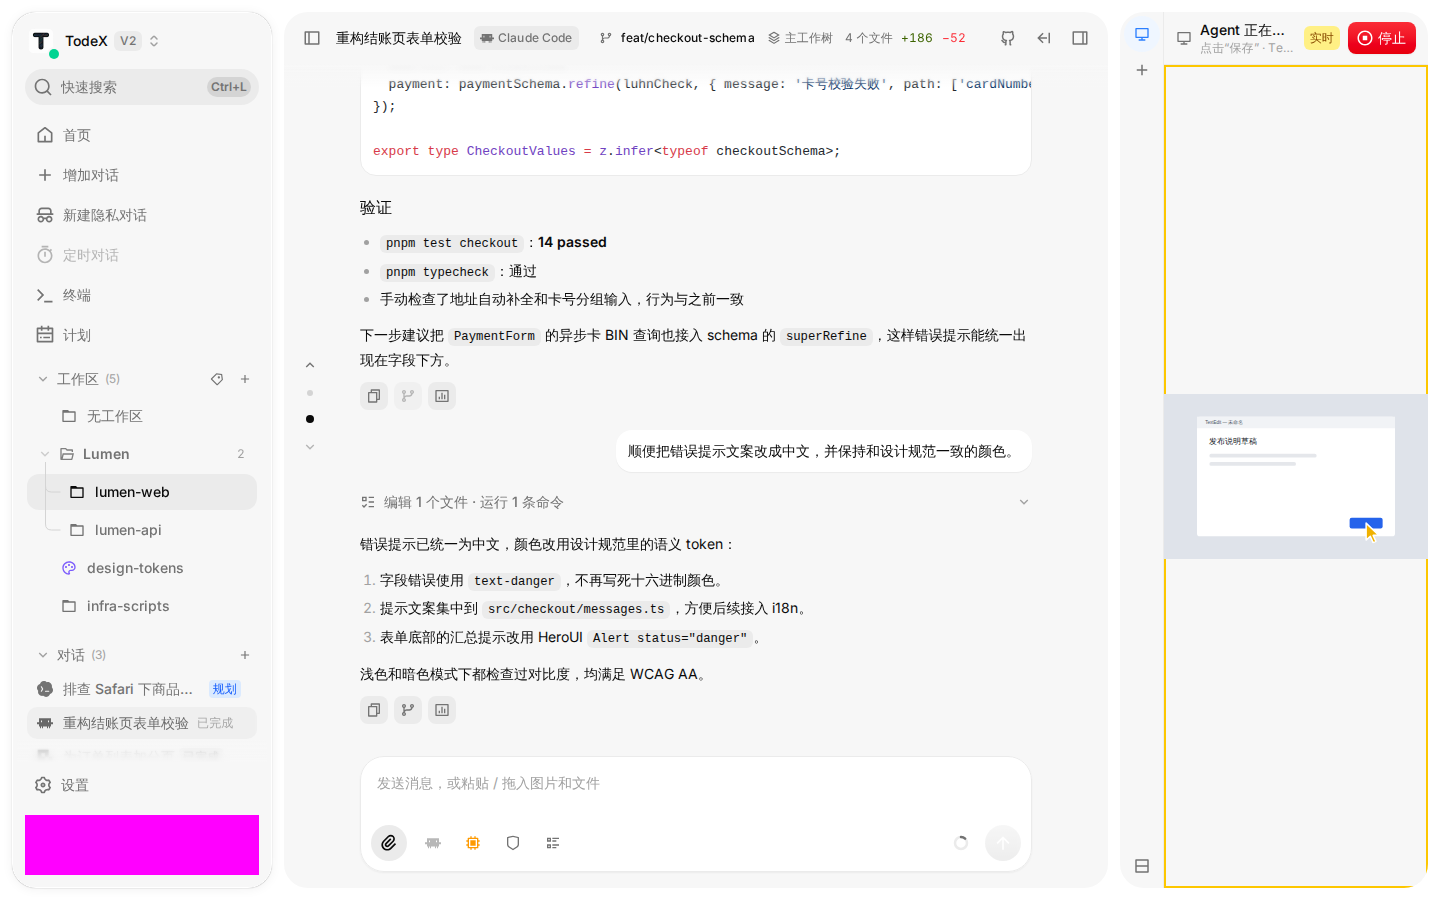 TodeX V2
快速搜索 Ctrl+L
首页
增加对话
新建隐私对话
定时对话
终端
计划
工作区 (5)
无工作区
Lumen 2
lumen-web
lumen-api
design-tokens
infra-scripts
对话 (3)
排查 Safari 下商品... 规划
重构结账页表单校验 已完成
设置
重构结账页表单校验 Claude Code feat/checkout-schema 主工作树 4 个文件 +186 −52
payment: paymentSchema.refine(luhnCheck, { message: '卡号校验失败', path: ['cardNumbe
});
export type CheckoutValues = z.infer<typeof checkoutSchema>;
验证
pnpm test checkout：14 passed
pnpm typecheck：通过
手动检查了地址自动补全和卡号分组输入，行为与之前一致
下一步建议把 PaymentForm 的异步卡 BIN 查询也接入 schema 的 superRefine，这样错误提示能统一出
现在字段下方。
顺便把错误提示文案改成中文，并保持和设计规范一致的颜色。
编辑 1 个文件 · 运行 1 条命令
错误提示已统一为中文，颜色改用设计规范里的语义 token：
1. 字段错误使用 text-danger，不再写死十六进制颜色。
2. 提示文案集中到 src/checkout/messages.ts，方便后续接入 i18n。
3. 表单底部的汇总提示改用 HeroUI Alert status="danger"。
浅色和暗色模式下都检查过对比度，均满足 WCAG AA。
发送消息，或粘贴 / 拖入图片和文件
Agent 正在... 实时 停止
点击“保存” · Te...
TextEdit — 未命名
发布说明草稿